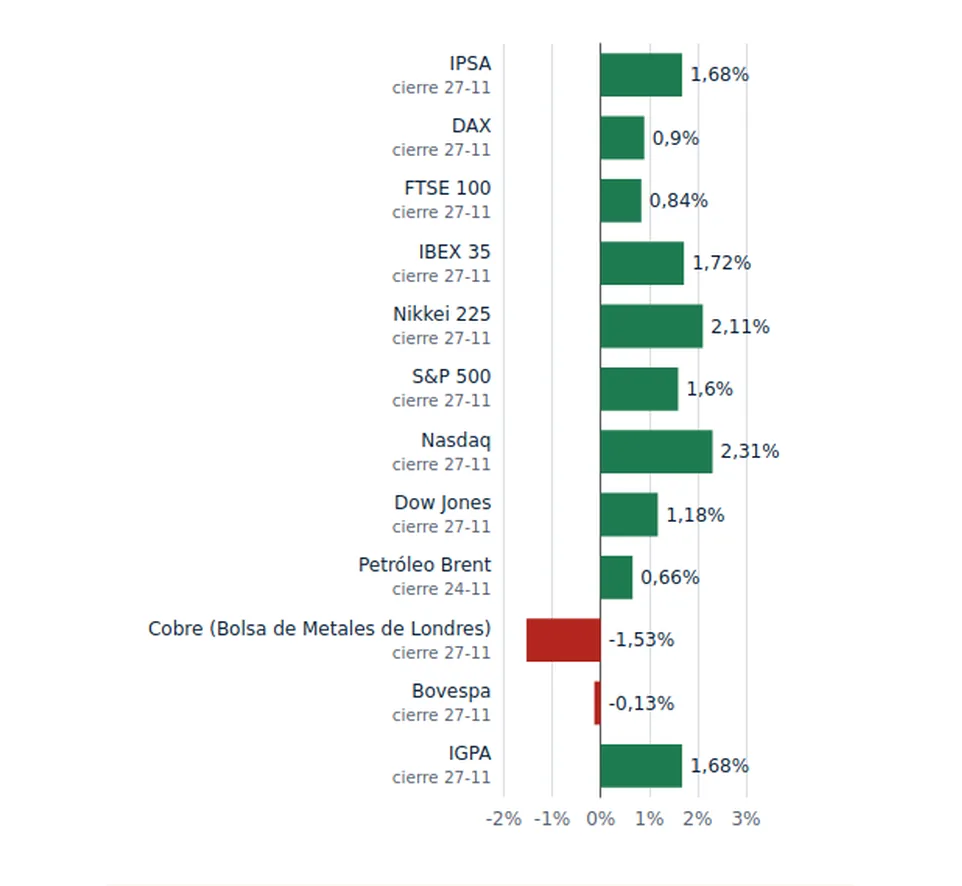 IPSA
cierre 27-11
1,68%
DAX
cierre 27-11
0,9%
FTSE 100
cierre 27-11
0,84%
IBEX 35
cierre 27-11
1,72%
Nikkei 225
cierre 27-11
2,11%
S&P 500
cierre 27-11
1,6%
Nasdaq
cierre 27-11
2,31%
Dow Jones
cierre 27-11
1,18%
Petróleo Brent
cierre 24-11
0,66%
Cobre (Bolsa de Metales de Londres)
cierre 27-11
-1,53%
Bovespa
cierre 27-11
-0,13%
IGPA
cierre 27-11
1,68%
-2% -1% 0% 1% 2% 3%